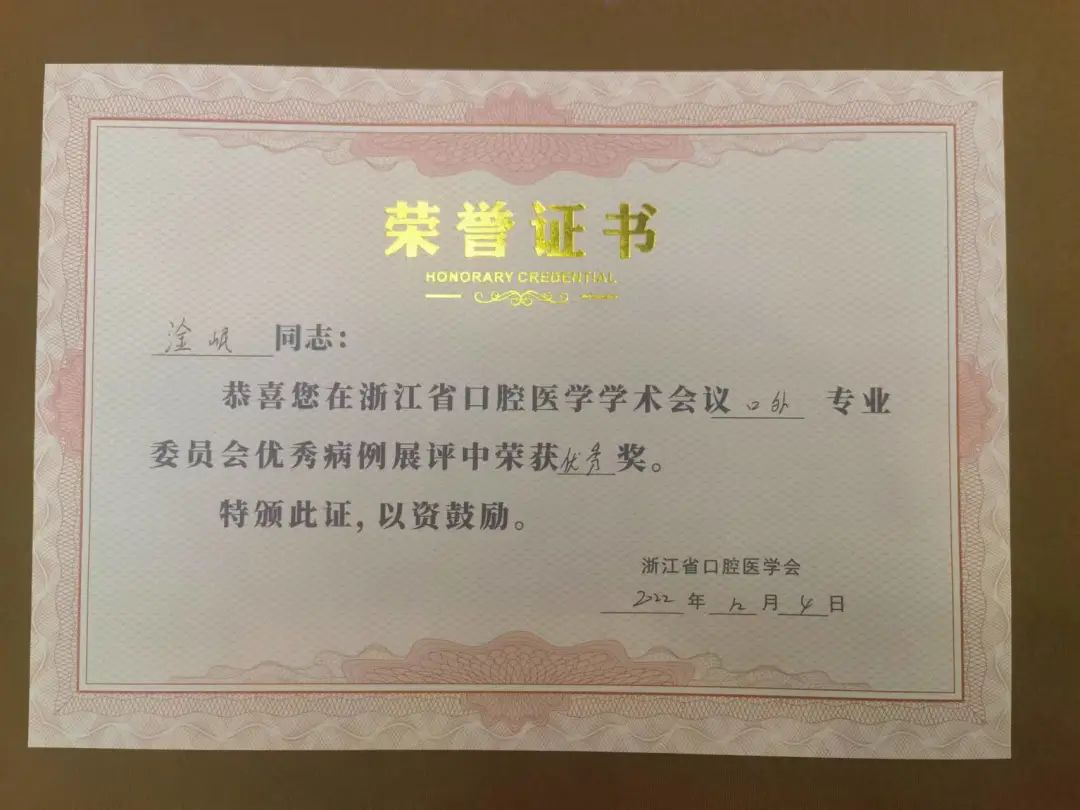 荣誉证书
HONORARY CREDENTIAL
涂岷 同志：
恭喜您在浙江省口腔医学学术会议 口外 专业
委员会优秀病例展评中荣获优秀奖。
特颁此证，以资鼓励。
浙江省口腔医学会
2022 年 12 月 4 日